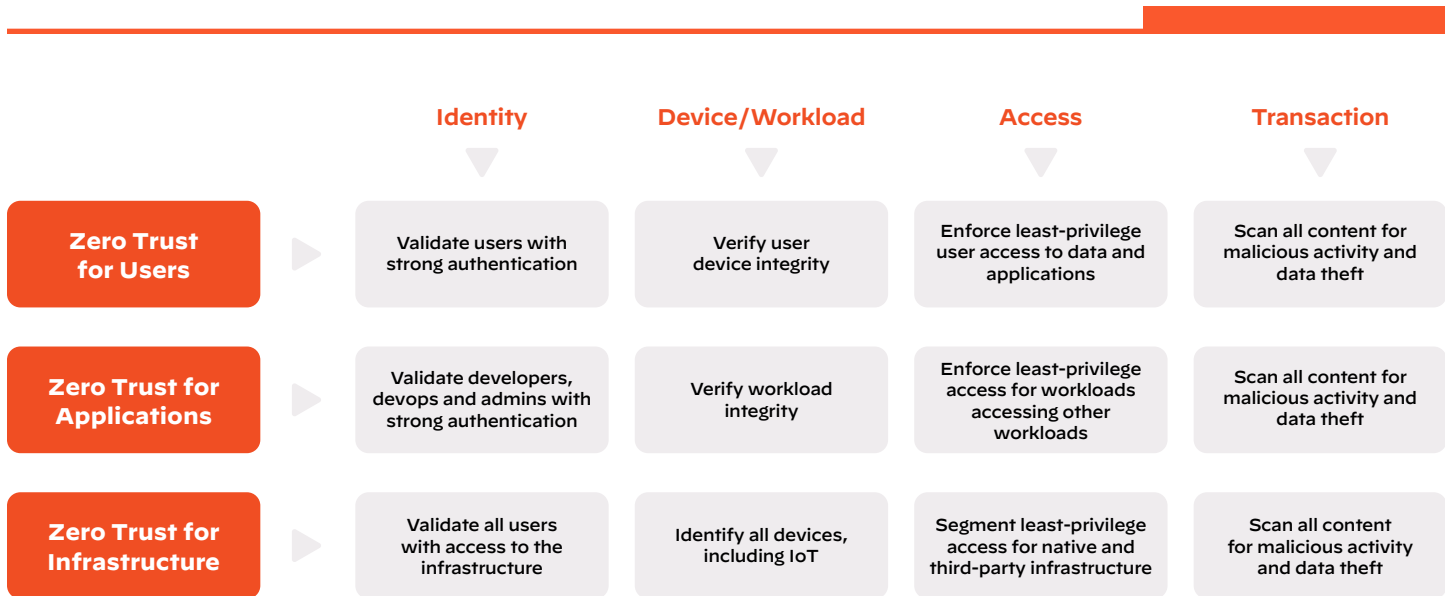 Identity
Device/Workload
Access
Transaction
Zero Trust
for Users
Validate users with
strong authentication
Verify user
device integrity
Enforce least-privilege
user access to data and
applications
Scan all content for
malicious activity and
data theft
Zero Trust for
Applications
Validate developers,
devops and admins with
strong authentication
Verify workload
integrity
Enforce least-privilege
access for workloads
accessing other
workloads
Scan all content for
malicious activity and
data theft
Zero Trust for
Infrastructure
Validate all users
with access to the
infrastructure
Identify all devices,
including IoT
Segment least-privilege
access for native and
third-party infrastructure
Scan all content
for malicious activity
and data theft